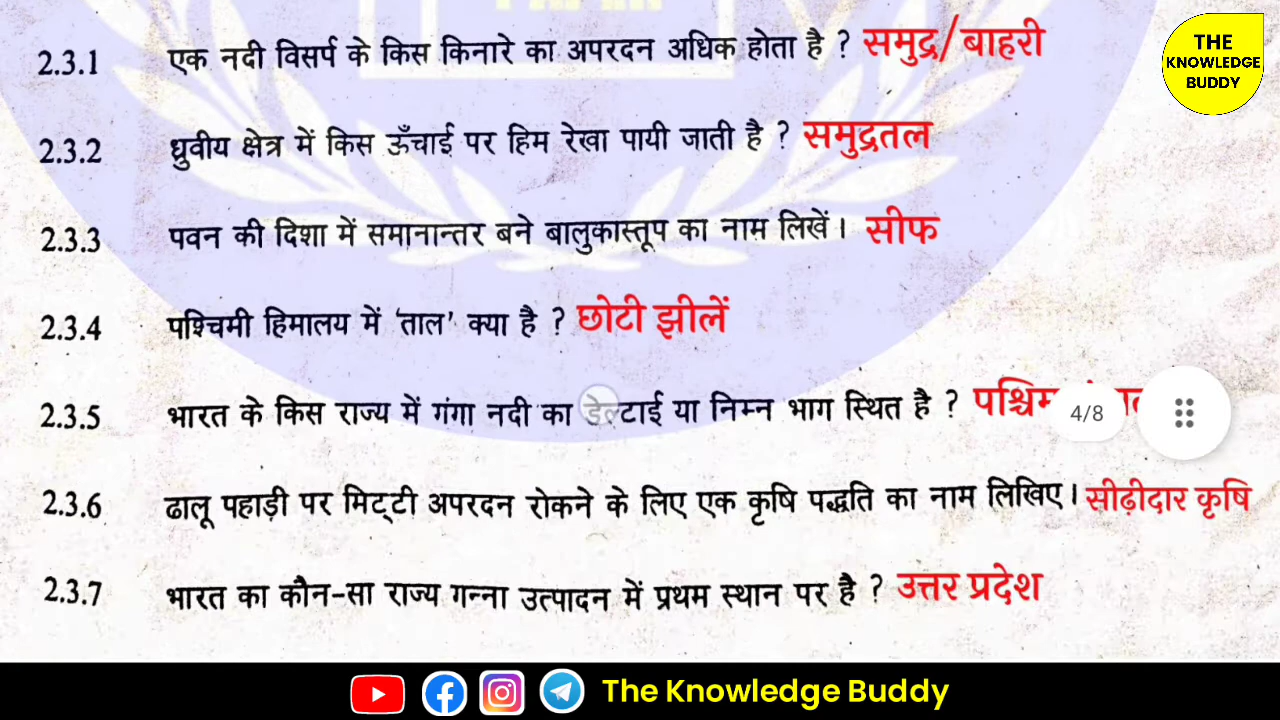 2.3.1 एक नदी विसर्प के किस किनारे का अपरदन अधिक होता है ? समुद्र/बाहरी
THE
KNOWLEDGE
BUDDY
2.3.2 ध्रुवीय क्षेत्र में किस ऊँचाई पर हिम रेखा पायी जाती है ? समुद्रतल
2.3.3 पवन की दिशा में समानान्तर बने बालुकास्तूप का नाम लिखें। सीफ
2.3.4 पश्चिमी हिमालय में 'ताल' क्या है ? छोटी झीलें
2.3.5 भारत के किस राज्य में गंगा नदी का डेल्टाई या निम्न भाग स्थित है ?
4/8
2.3.6 ढालू पहाड़ी पर मिट्टी अपरदन रोकने के लिए एक कृषि पद्धति का नाम लिखिए। सीढ़ीदार कृषि
2.3.7 भारत का कौन-सा राज्य गन्ना उत्पादन में प्रथम स्थान पर है ? उत्तर प्रदेश
The Knowledge Buddy